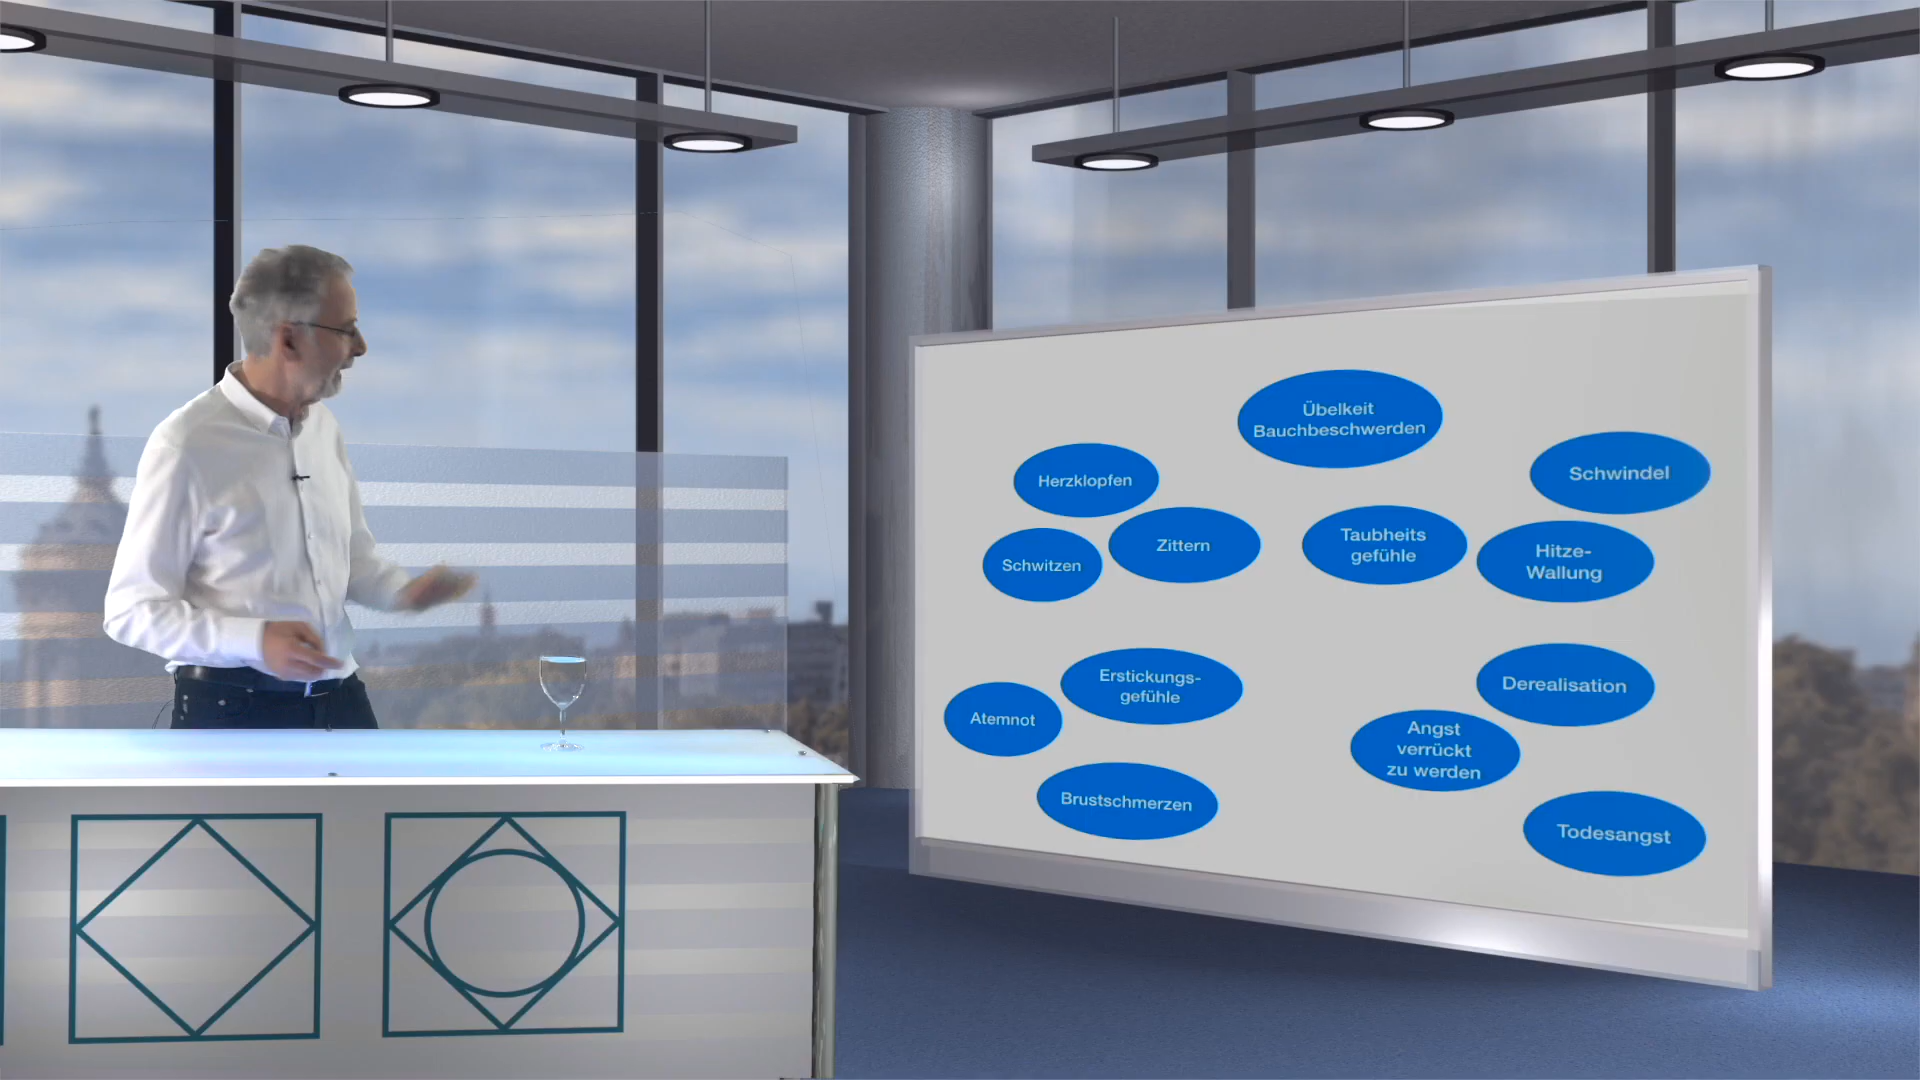 Übelkeit
Bauchbeschwerden
Herzklopfen
Schwindel
Schwitzen
Zittern
Taubheits
gefühle
Hitze-
Wallung
Erstickungs-
gefühle
Atemnot
Brustschmerzen
Derealisation
Angst
verrückt
zu werden
Todesangst